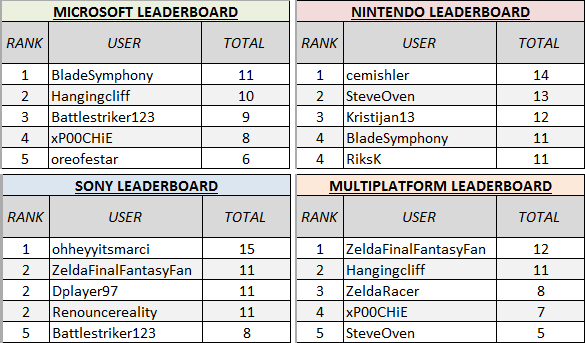 MICROSOFT LEADERBOARD
RANK USER TOTAL
1 BladeSymphony 11
2 Hangingcliff 10
3 Battlestriker123 9
4 xP00CHiE 8
5 oreofestar 6
NINTENDO LEADERBOARD
RANK USER TOTAL
1 cemishler 14
2 SteveOven 13
3 Kristijan13 12
4 BladeSymphony 11
4 RiksK 11
SONY LEADERBOARD
RANK USER TOTAL
1 ohheyyitsmarci 15
2 ZeldaFinalFantasyFan 11
2 Dplayer97 11
2 Renouncereality 11
5 Battlestriker123 8
MULTIPLATFORM LEADERBOARD
RANK USER TOTAL
1 ZeldaFinalFantasyFan 12
2 Hangingcliff 11
3 ZeldaRacer 8
4 xP00CHiE 7
5 SteveOven 5